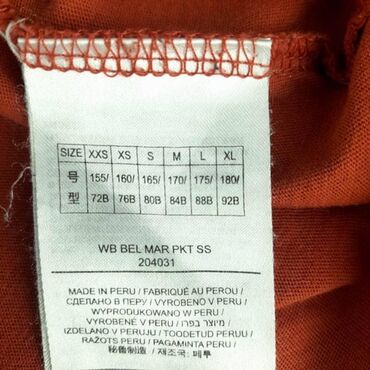 SIZE XXS XS S M L XL
号 155/ 160/ 165/ 170/ 175/ 180/
型 72B 76B 80B 84B 88B 92B
WB BEL MAR PKT SS
204031
MADE IN PERU / FABRIQUÉ AU PEROU /
СДЕЛАНО В ПЕРУ / VYROBENO V PERU /
WYPRODUKOWANO W PERU /
VYROBENÉ V PERU / מיוצר בפרו /
IZDELANO V PERUJU / TOODETUD PERUU /
RAŽOTS PERU / PAGAMINTA PERU /
秘鲁制造 / 제조국: 페루